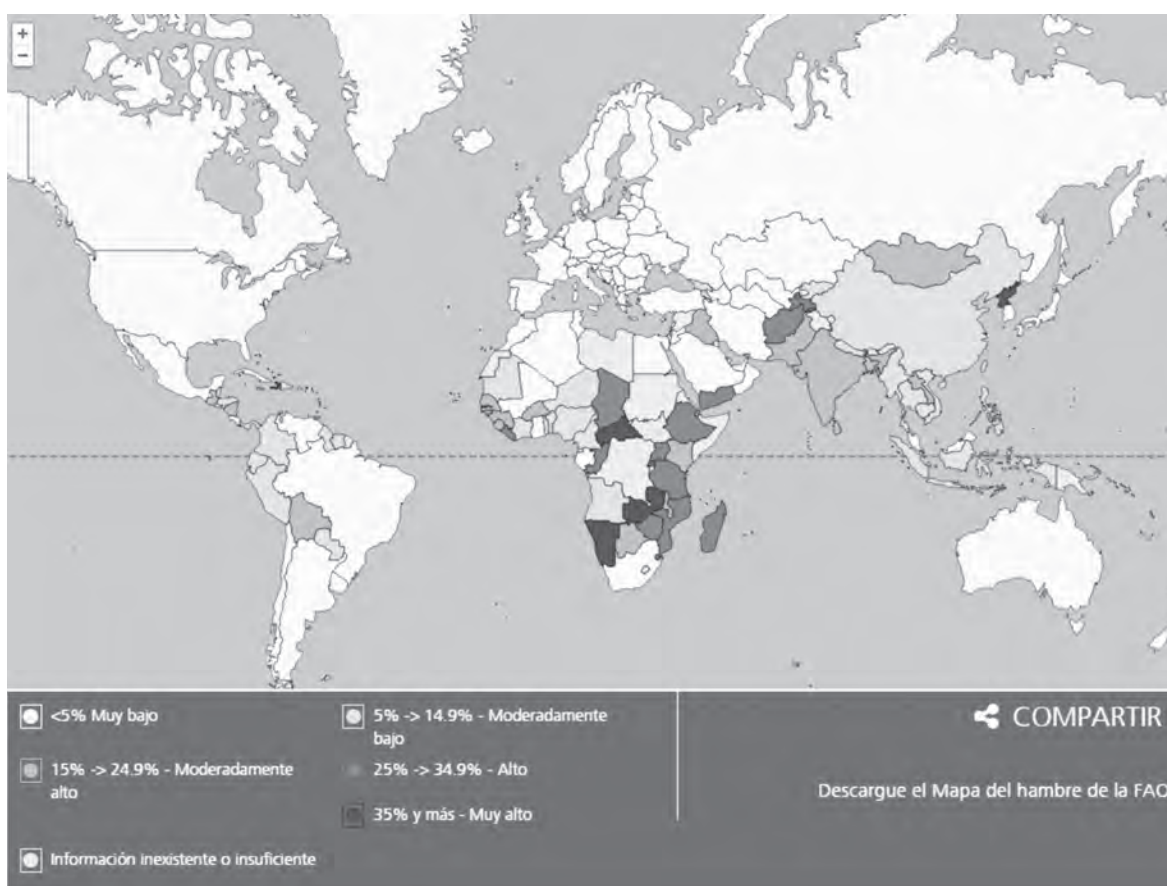 +
−
<5% Muy bajo
5% -> 14.9% - Moderadamente
bajo
15% -> 24.9% - Moderadamente
alto
25% -> 34.9% - Alto
35% y más - Muy alto
Información inexistente o insuficiente
COMPARTIR
Descargue el Mapa del hambre de la FAO